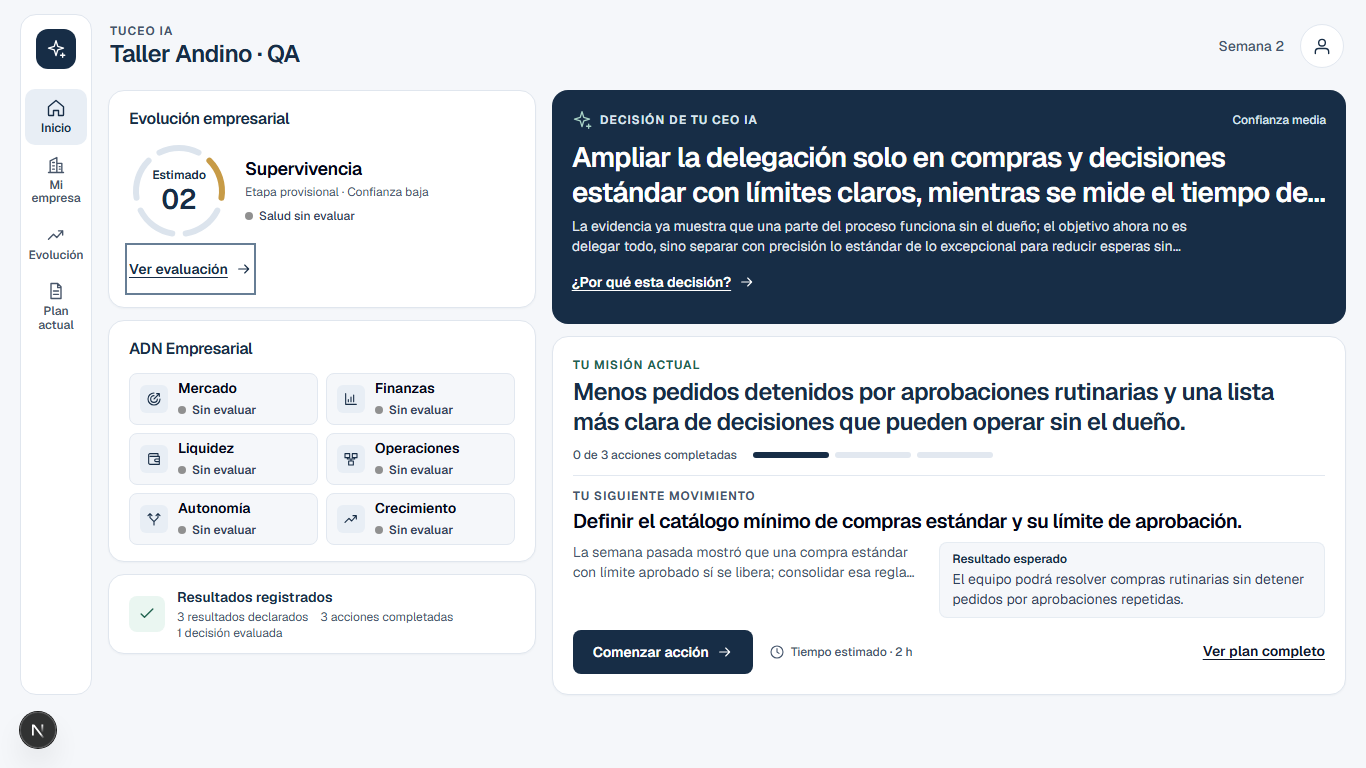 TUCEO IA
Taller Andino · QA
Semana 2
Inicio
Mi
empresa
Evolución
Plan
actual
Evolución empresarial
Estimado
02
Supervivencia
Etapa provisional · Confianza baja
Salud sin evaluar
Ver evaluación
ADN Empresarial
Mercado
Sin evaluar
Finanzas
Sin evaluar
Liquidez
Sin evaluar
Operaciones
Sin evaluar
Autonomía
Sin evaluar
Crecimiento
Sin evaluar
Resultados registrados
3 resultados declarados 3 acciones completadas
1 decisión evaluada
DECISIÓN DE TU CEO IA
Confianza media
Ampliar la delegación solo en compras y decisiones
estándar con límites claros, mientras se mide el tiempo de...
La evidencia ya muestra que una parte del proceso funciona sin el dueño; el objetivo ahora no es
delegar todo, sino separar con precisión lo estándar de lo excepcional para reducir esperas sin...
¿Por qué esta decisión?
TU MISIÓN ACTUAL
Menos pedidos detenidos por aprobaciones rutinarias y una lista
más clara de decisiones que pueden operar sin el dueño.
0 de 3 acciones completadas
TU SIGUIENTE MOVIMIENTO
Definir el catálogo mínimo de compras estándar y su límite de aprobación.
La semana pasada mostró que una compra estándar
con límite aprobado sí se libera; consolidar esa regla...
Resultado esperado
El equipo podrá resolver compras rutinarias sin detener
pedidos por aprobaciones repetidas.
Comenzar acción
Tiempo estimado · 2 h
Ver plan completo
N